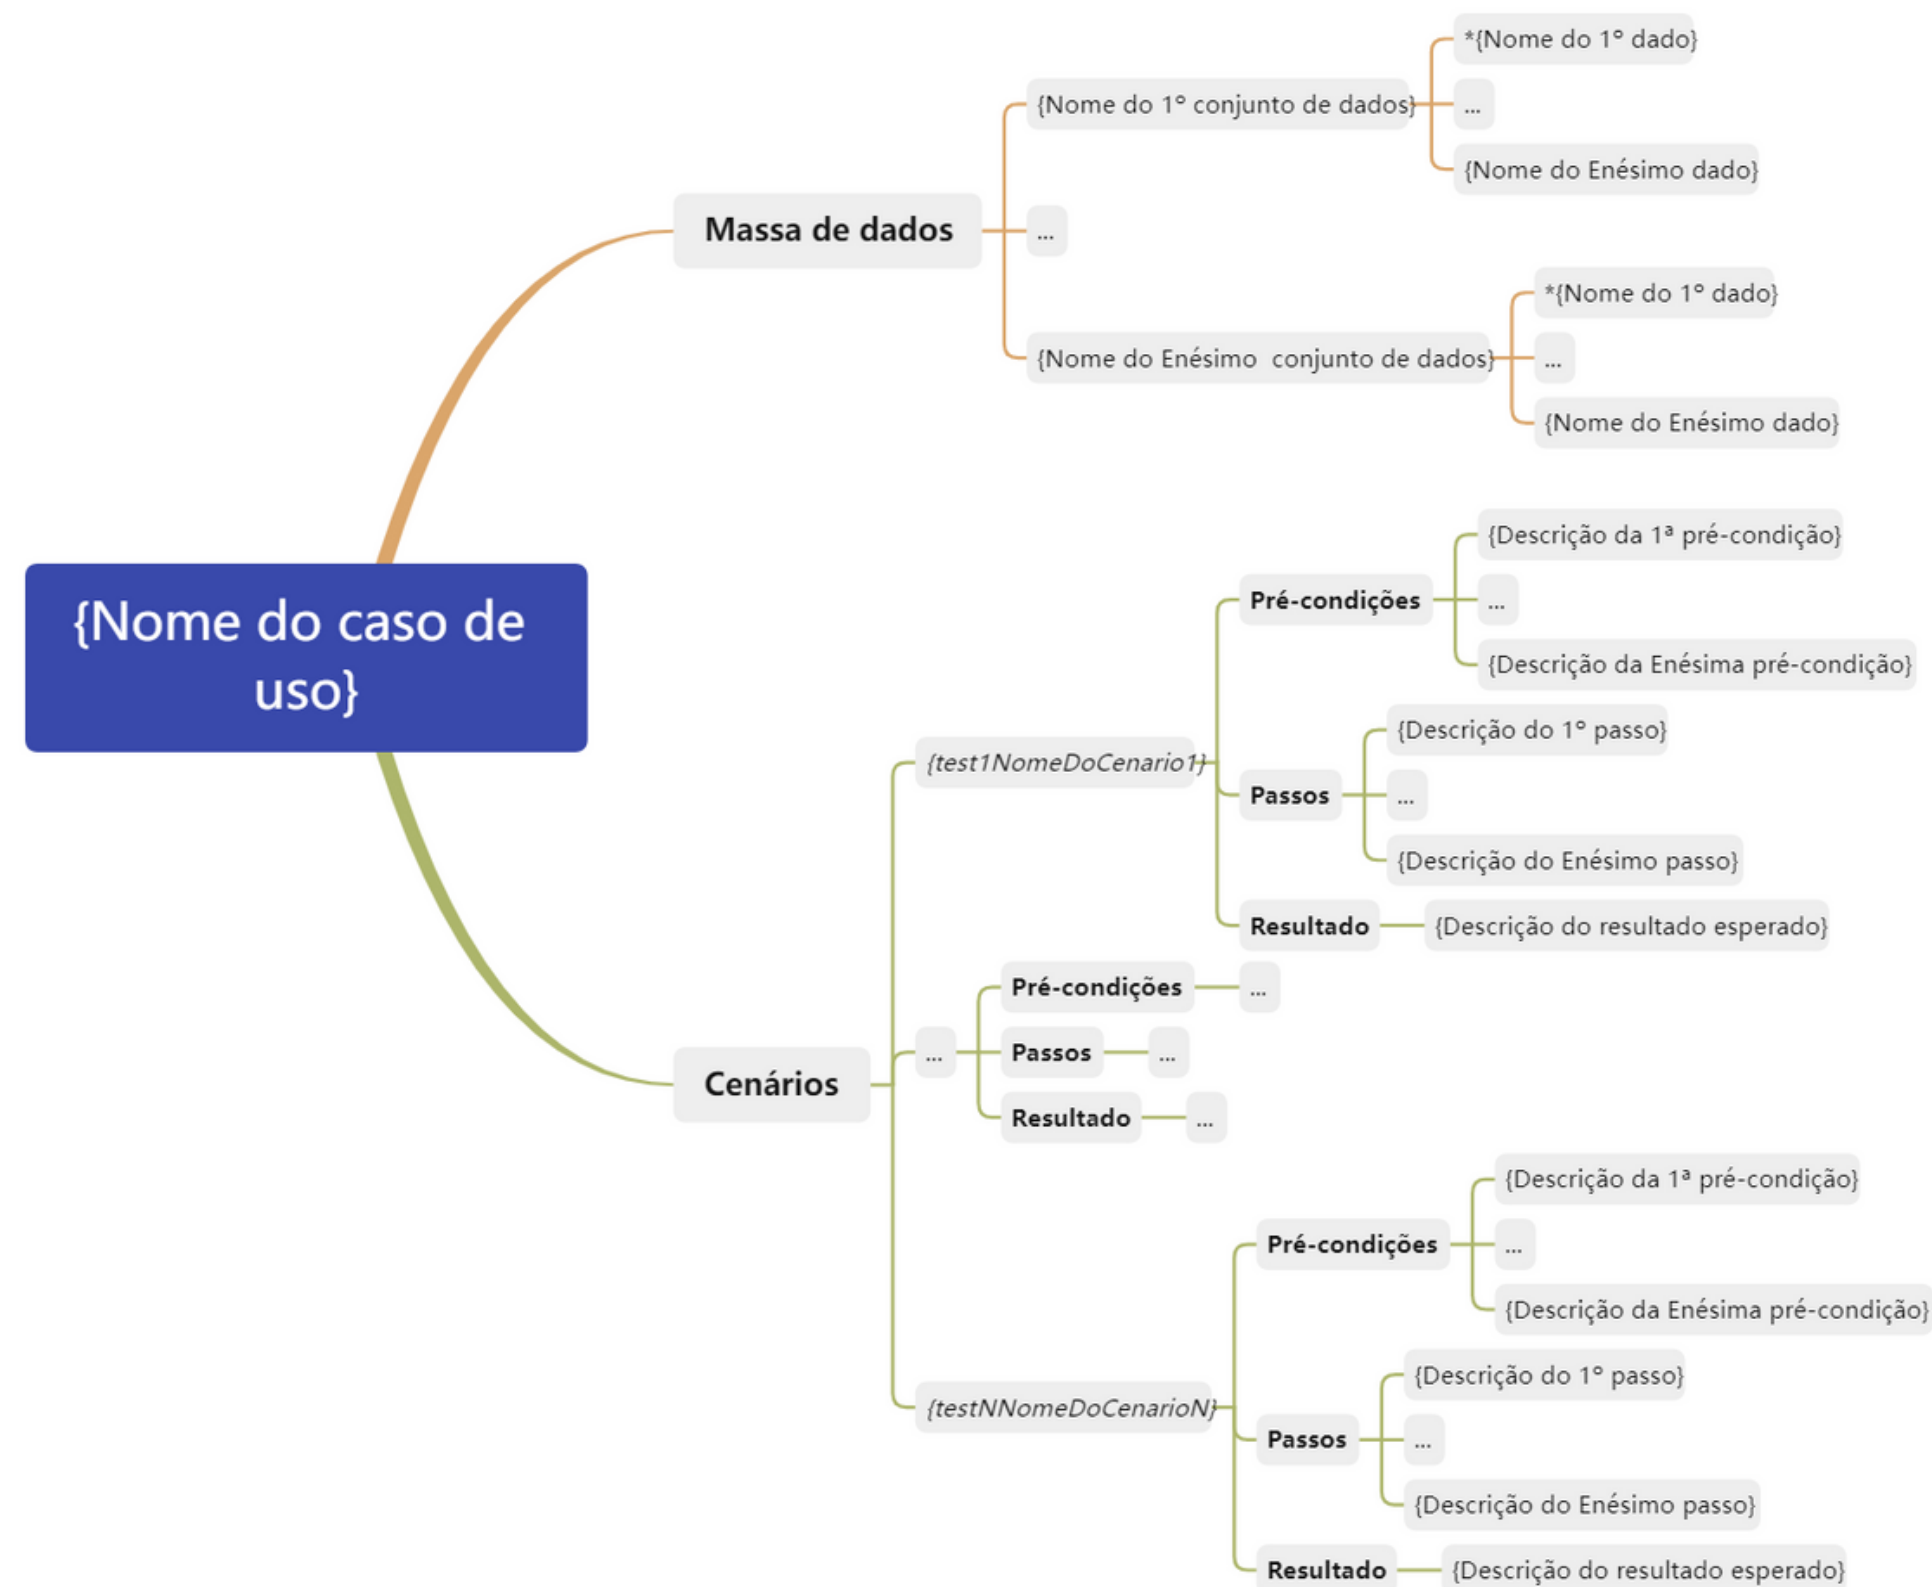 {Nome do caso de
uso}
Massa de dados
{Nome do 1º conjunto de dados}
*{Nome do 1º dado}
...
{Nome do Enésimo dado}
...
{Nome do Enésimo  conjunto de dados}
*{Nome do 1º dado}
...
{Nome do Enésimo dado}
Cenários
{test1NomeDoCenario1}
Pré-condições
{Descrição da 1ª pré-condição}
...
{Descrição da Enésima pré-condição}
Passos
{Descrição do 1º passo}
...
{Descrição do Enésimo passo}
Resultado
{Descrição do resultado esperado}
...
Pré-condições
...
Passos
...
Resultado
...
{testNNomeDoCenarioN}
Pré-condições
{Descrição da 1ª pré-condição}
...
{Descrição da Enésima pré-condição}
Passos
{Descrição do 1º passo}
...
{Descrição do Enésimo passo}
Resultado
{Descrição do resultado esperado}